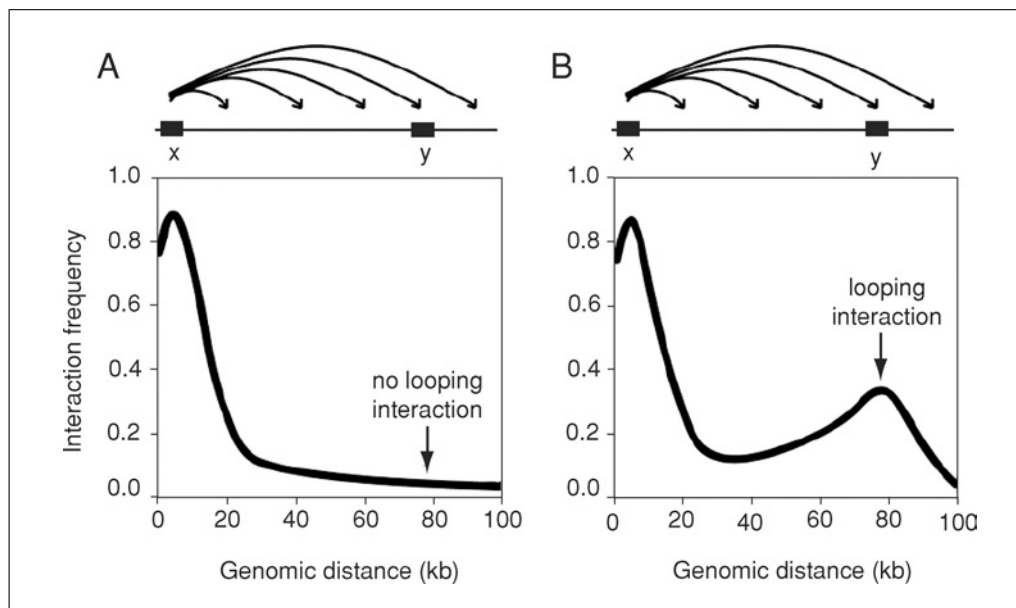 A
x
y
1.0
0.8
0.6
0.4
0.2
0.0
Interaction frequency
no looping
interaction
0
20
40
60
80
100
Genomic distance (kb)
B
x
y
1.0
0.8
0.6
0.4
0.2
0.0
looping
interaction
0
20
40
60
80
100
Genomic distance (kb)